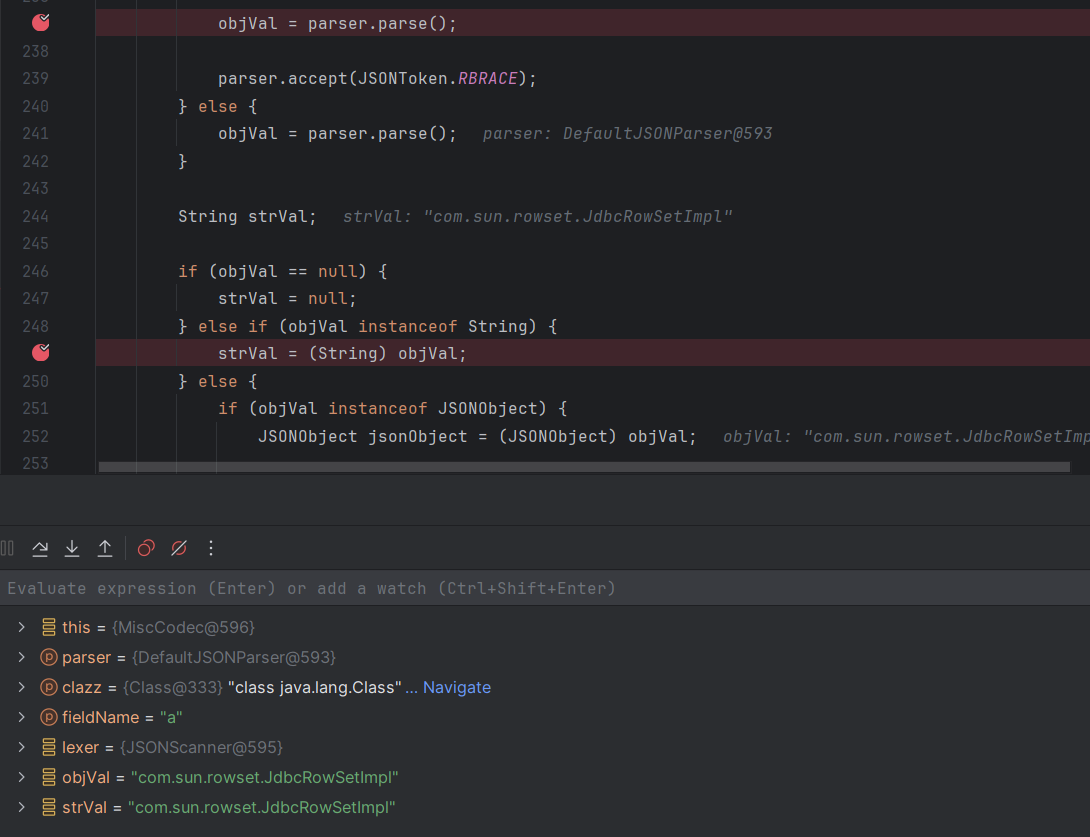 objVal = parser.parse();
238
239 parser.accept(JSONToken.RBRACE);
240 } else {
241 objVal = parser.parse(); parser: DefaultJSONParser@593
242 }
243
244 String strVal; strVal: "com.sun.rowset.JdbcRowSetImpl"
245
246 if (objVal == null) {
247 strVal = null;
248 } else if (objVal instanceof String) {
strVal = (String) objVal;
250 } else {
251 if (objVal instanceof JSONObject) {
252 JSONObject jsonObject = (JSONObject) objVal; objVal: "com.sun.rowset.JdbcRowSetImp
253
Evaluate expression (Enter) or add a watch (Ctrl+Shift+Enter)
this = {MiscCodec@596}
parser = {DefaultJSONParser@593}
clazz = {Class@333} "class java.lang.Class" ... Navigate
fieldName = "a"
lexer = {JSONScanner@595}
objVal = "com.sun.rowset.JdbcRowSetImpl"
strVal = "com.sun.rowset.JdbcRowSetImpl"